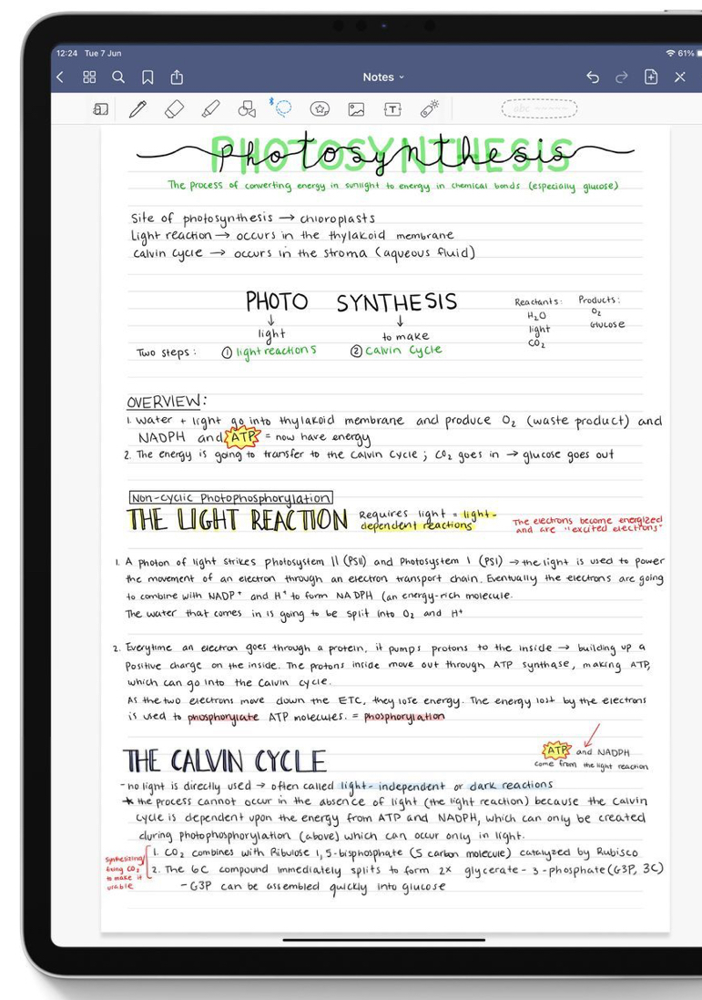 12:24 Tue 7 Jun
61%
Notes
T
abc
PHOTOSYNTHESIS
photosynthesis
The process of converting energy in sunlight to energy in chemical bonds (especially glucose)
Site of photosynthesis → chloroplasts
Light reaction → occurs in the thylakoid membrane
Calvin cycle → occurs in the stroma (aqueous fluid)
PHOTO SYNTHESIS
↓ ↓
light to make
Two steps: ① light reactions ② Calvin Cycle
Reactants:
H₂O
light
CO₂
Products:
O₂
Glucose
OVERVIEW:
1. Water + light go into thylakoid membrane and produce O₂ (waste product) and
NADPH and ATP = now have energy
2. The energy is going to transfer to the Calvin Cycle ; CO₂ goes in → glucose goes out
Non-cyclic Photophosphorylation
THE LIGHT REACTION
Requires light = light-
dependent reactions
The electrons become energized
and are "excited electrons"
1. A photon of light strikes photosystem II (PSII) and Photosystem I (PSI) → the light is used to power
the movement of an electron through an electron transport chain. Eventually the electrons are going
to combine with NADP⁺ and H⁺ to form NADPH (an energy-rich molecule.
The water that comes in is going to be split into O₂ and H⁺
2. Everytime an electron goes through a protein, it pumps protons to the inside → building up a
positive charge on the inside. The protons inside move out through ATP synthase, making ATP,
which can go into the Calvin cycle.
As the two electrons move down the ETC, they lose energy. The energy lost by the electrons
is used to phosphorylate ATP molecules. = phosphorylation
THE CALVIN CYCLE
ATP and NADPH
come from the light reaction
- no light is directly used → often called light-independent or dark reactions
* the process cannot occur in the absence of light (the light reaction) because the Calvin
cycle is dependent upon the energy from ATP and NADPH, which can only be created
during photophosphorylation (above) which can occur only in light.
Synthesizing/
fixing CO₂
to make it
usable
1. CO₂ combines with Ribulose 1,5-bisphosphate (5 carbon molecule) catalyzed by Rubisco
2. The 6C compound immediately splits to form 2x glycerate-3-phosphate (G3P, 3C)
- G3P can be assembled quickly into glucose